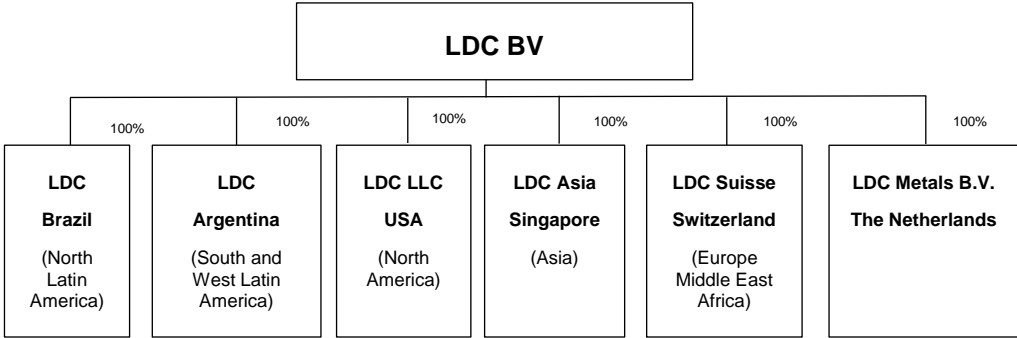 LDC BV
100%
100%
100%
100%
100%
100%
LDC
Brazil
(North
Latin
America)
LDC
Argentina
(South and
West Latin
America)
LDC LLC
USA
(North
America)
LDC Asia
Singapore
(Asia)
LDC Suisse
Switzerland
(Europe
Middle East
Africa)
LDC Metals B.V.
The Netherlands